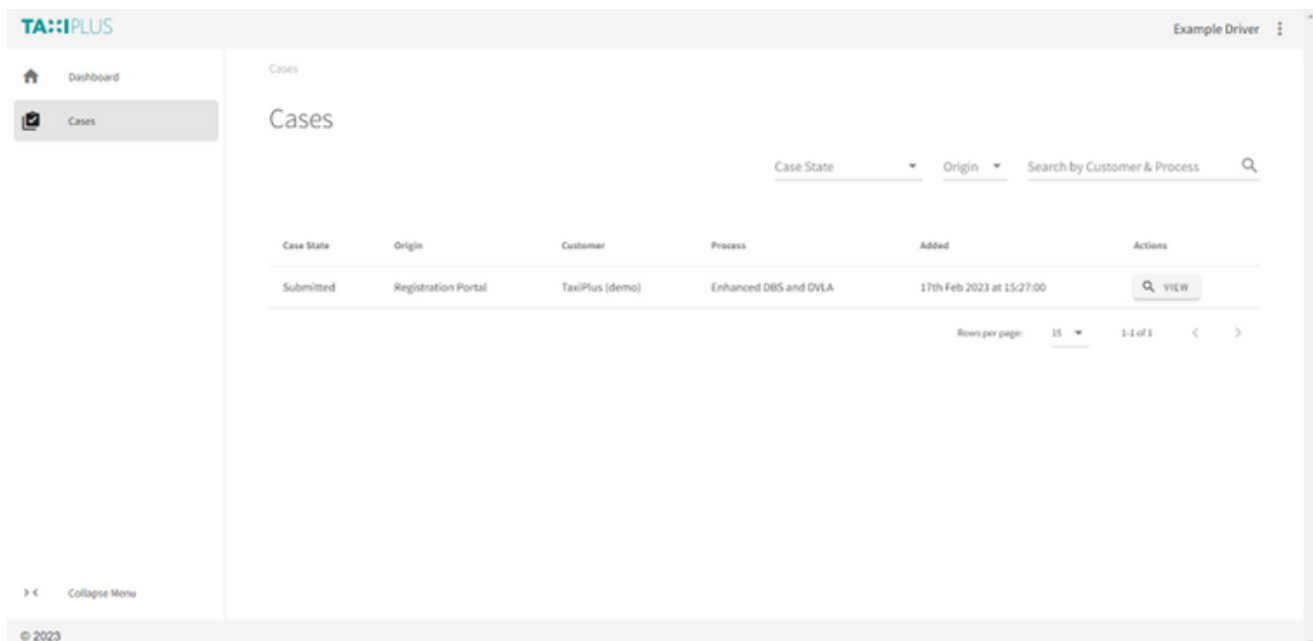 TAXIPLUS
Example Driver
Dashboard
Cases
Cases
Cases
Case State Origin Search by Customer & Process
Case State Origin Customer Process Added Actions
Submitted Registration Portal TaxiPlus (demo) Enhanced DBS and DVLA 17th Feb 2023 at 15:27:00 VIEW
Rows per page: 15 1-1 of 1
Collapse Menu
© 2023